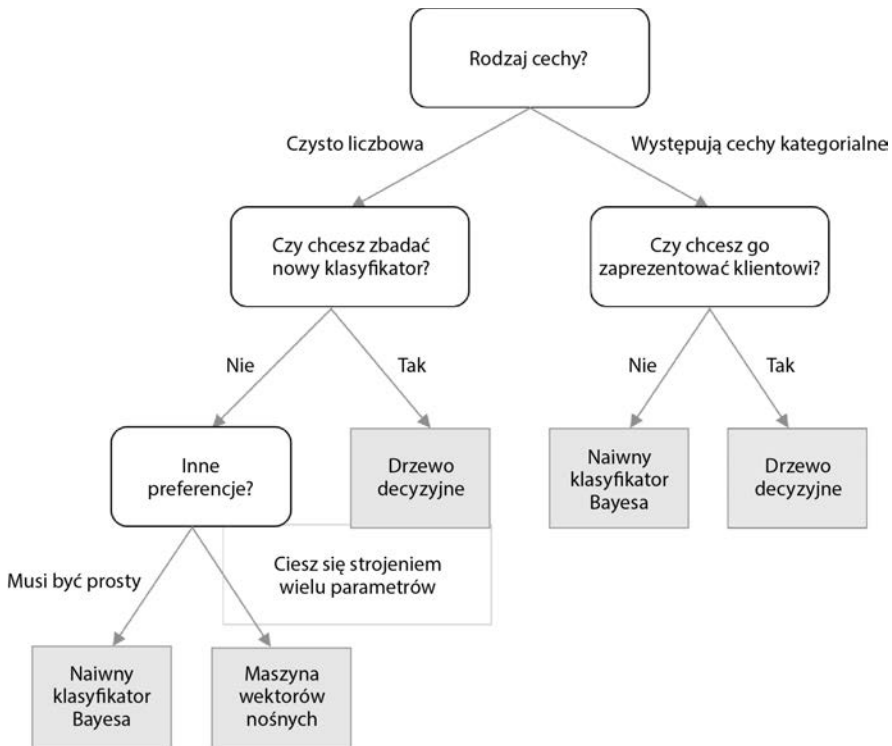 Rodzaj cechy?
Czysto liczbowa
Występują cechy kategorialne
Czy chcesz zbadać
nowy klasyfikator?
Czy chcesz go
zaprezentować klientowi?
Nie
Tak
Nie
Tak
Inne
preferencje?
Drzewo
decyzyjne
Naiwny
klasyfikator
Bayesa
Drzewo
decyzyjne
Musi być prosty
Ciesz się strojeniem
wielu parametrów
Naiwny
klasyfikator
Bayesa
Maszyna
wektorów
nośnych